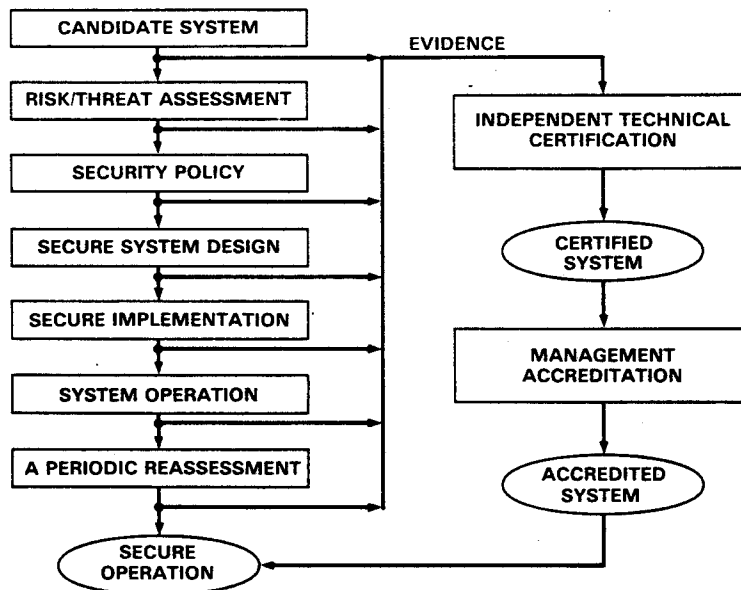 CANDIDATE SYSTEM
RISK/THREAT ASSESSMENT
SECURITY POLICY
SECURE SYSTEM DESIGN
SECURE IMPLEMENTATION
SYSTEM OPERATION
A PERIODIC REASSESSMENT
SECURE
OPERATION
EVIDENCE
INDEPENDENT TECHNICAL
CERTIFICATION
CERTIFIED
SYSTEM
MANAGEMENT
ACCREDITATION
ACCREDITED
SYSTEM